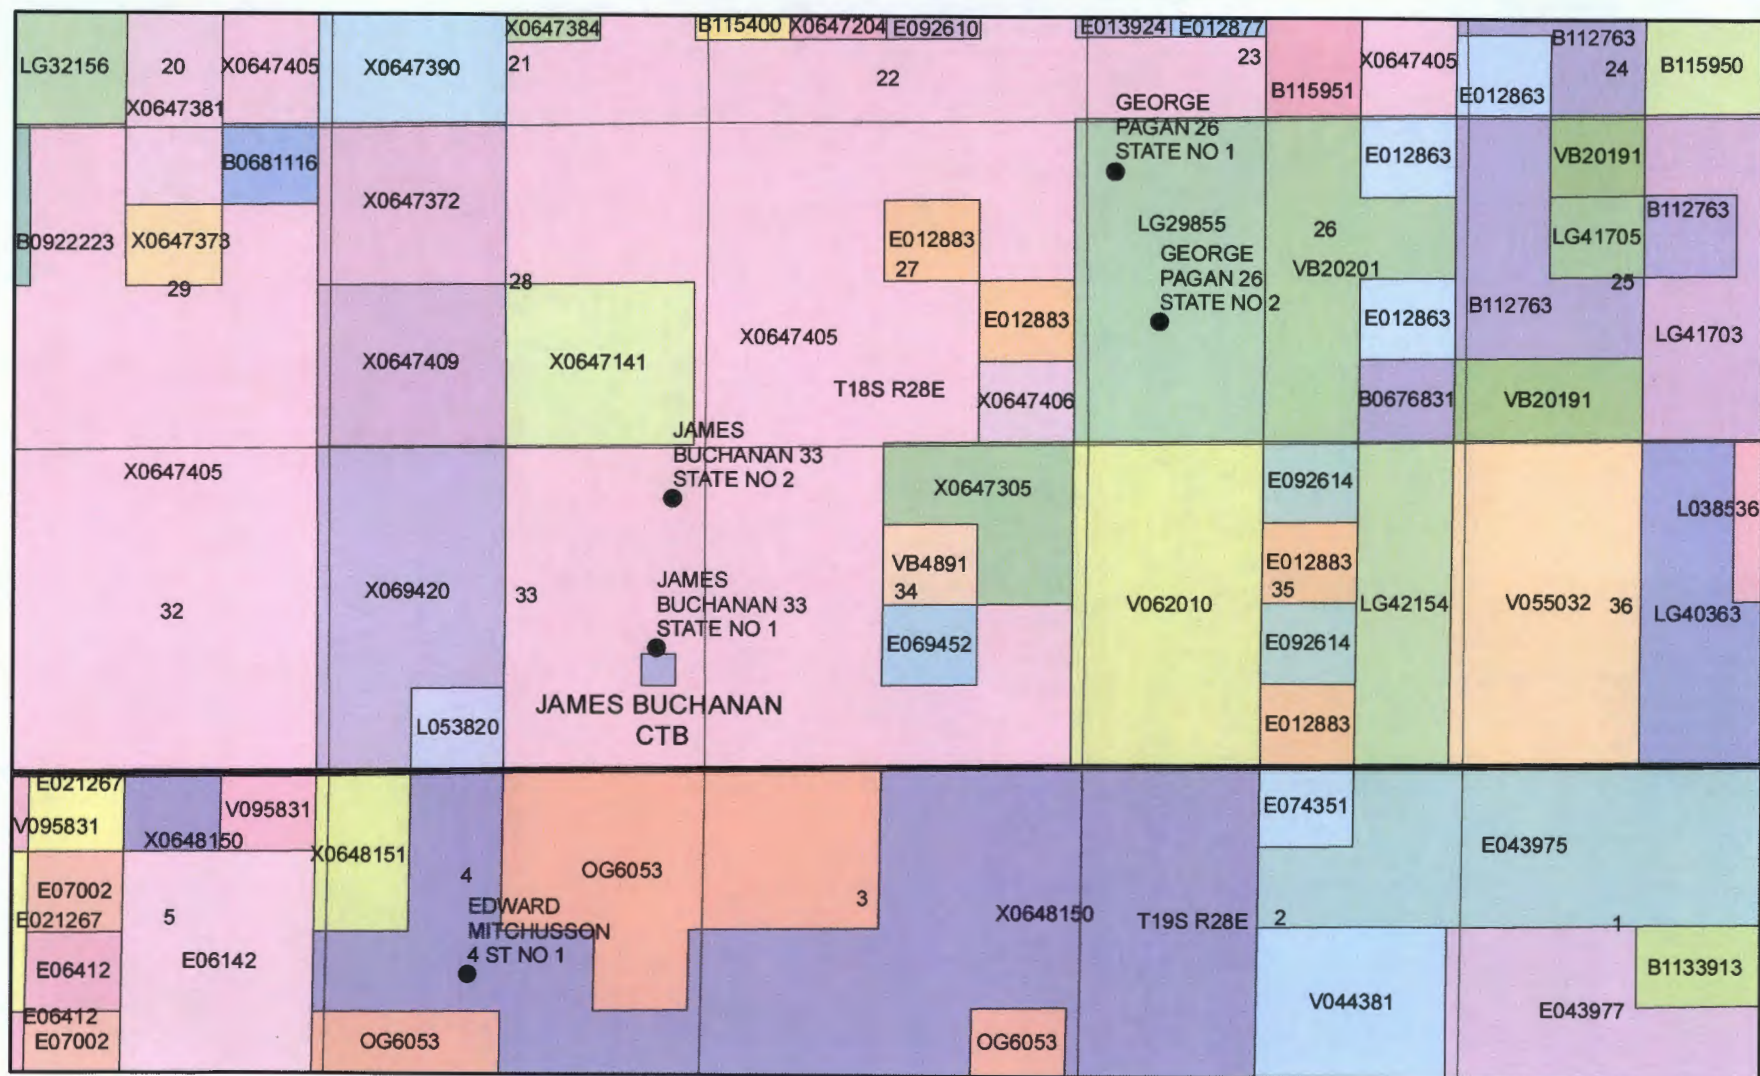 X0647384
B115400
X0647204
E092610
E013924
E012877
B112763
LG32156
20
X0647405
X0647390
21
22
23
X0647405
24
B115950
X0647381
B115951
E012863
GEORGE
PAGAN 26
STATE NO 1
B0681116
E012863
VB20191
X0647372
B112763
B0922223
X0647373
E012883
LG29855
26
LG41705
27
GEORGE
PAGAN 26
STATE NO 2
VB20201
29
28
25
X0647405
E012883
E012863
B112763
LG41703
X0647409
X0647141
T18S R28E
X0647406
B0676831
VB20191
JAMES
BUCHANAN 33
STATE NO 2
X0647405
X0647305
E092614
L038536
X069420
33
VB4891
34
E012883
35
32
V062010
LG42154
V055032
36
LG40363
JAMES
BUCHANAN 33
STATE NO 1
E069452
E092614
L053820
JAMES BUCHANAN
CTB
E012883
E021267
V095831
V095831
X0648150
X0648151
E074351
E043975
4
OG6053
3
E07002
E021267
5
EDWARD
MITCHUSSON
4 ST NO 1
X0648150
T19S R28E
2
1
E06412
E06142
B1133913
E06412
E07002
OG6053
OG6053
V044381
E043977